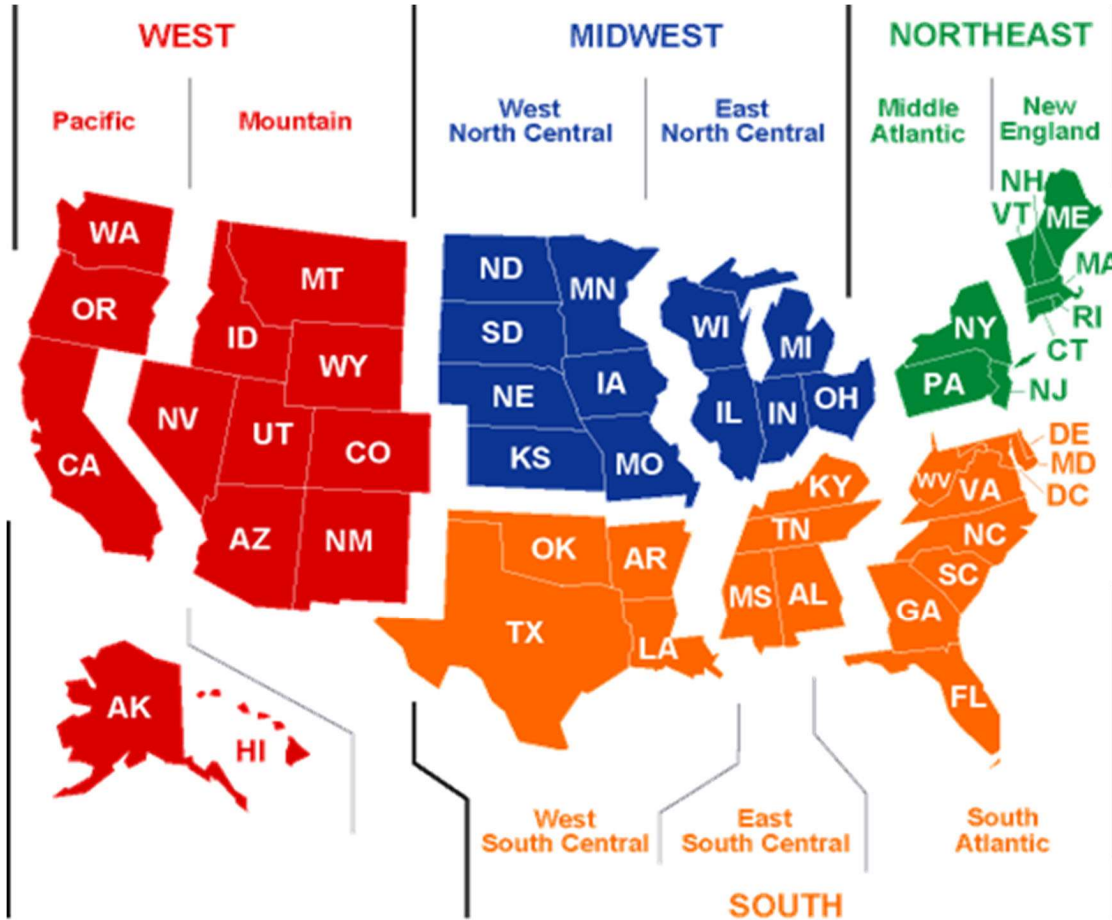 WEST
MIDWEST
NORTHEAST
Pacific
Mountain
West
North Central
East
North Central
Middle
Atlantic
New
England
WA
OR
CA
MT
ID
WY
NV
UT
CO
AZ
NM
AK
HI
ND
MN
SD
NE
IA
KS
MO
WI
MI
IL
IN
OH
NH
VT
ME
MA
RI
CT
NY
PA
NJ
OK
AR
TX
LA
KY
TN
MS
AL
DE
MD
DC
WV
VA
NC
SC
GA
FL
West
South Central
East
South Central
South
Atlantic
SOUTH